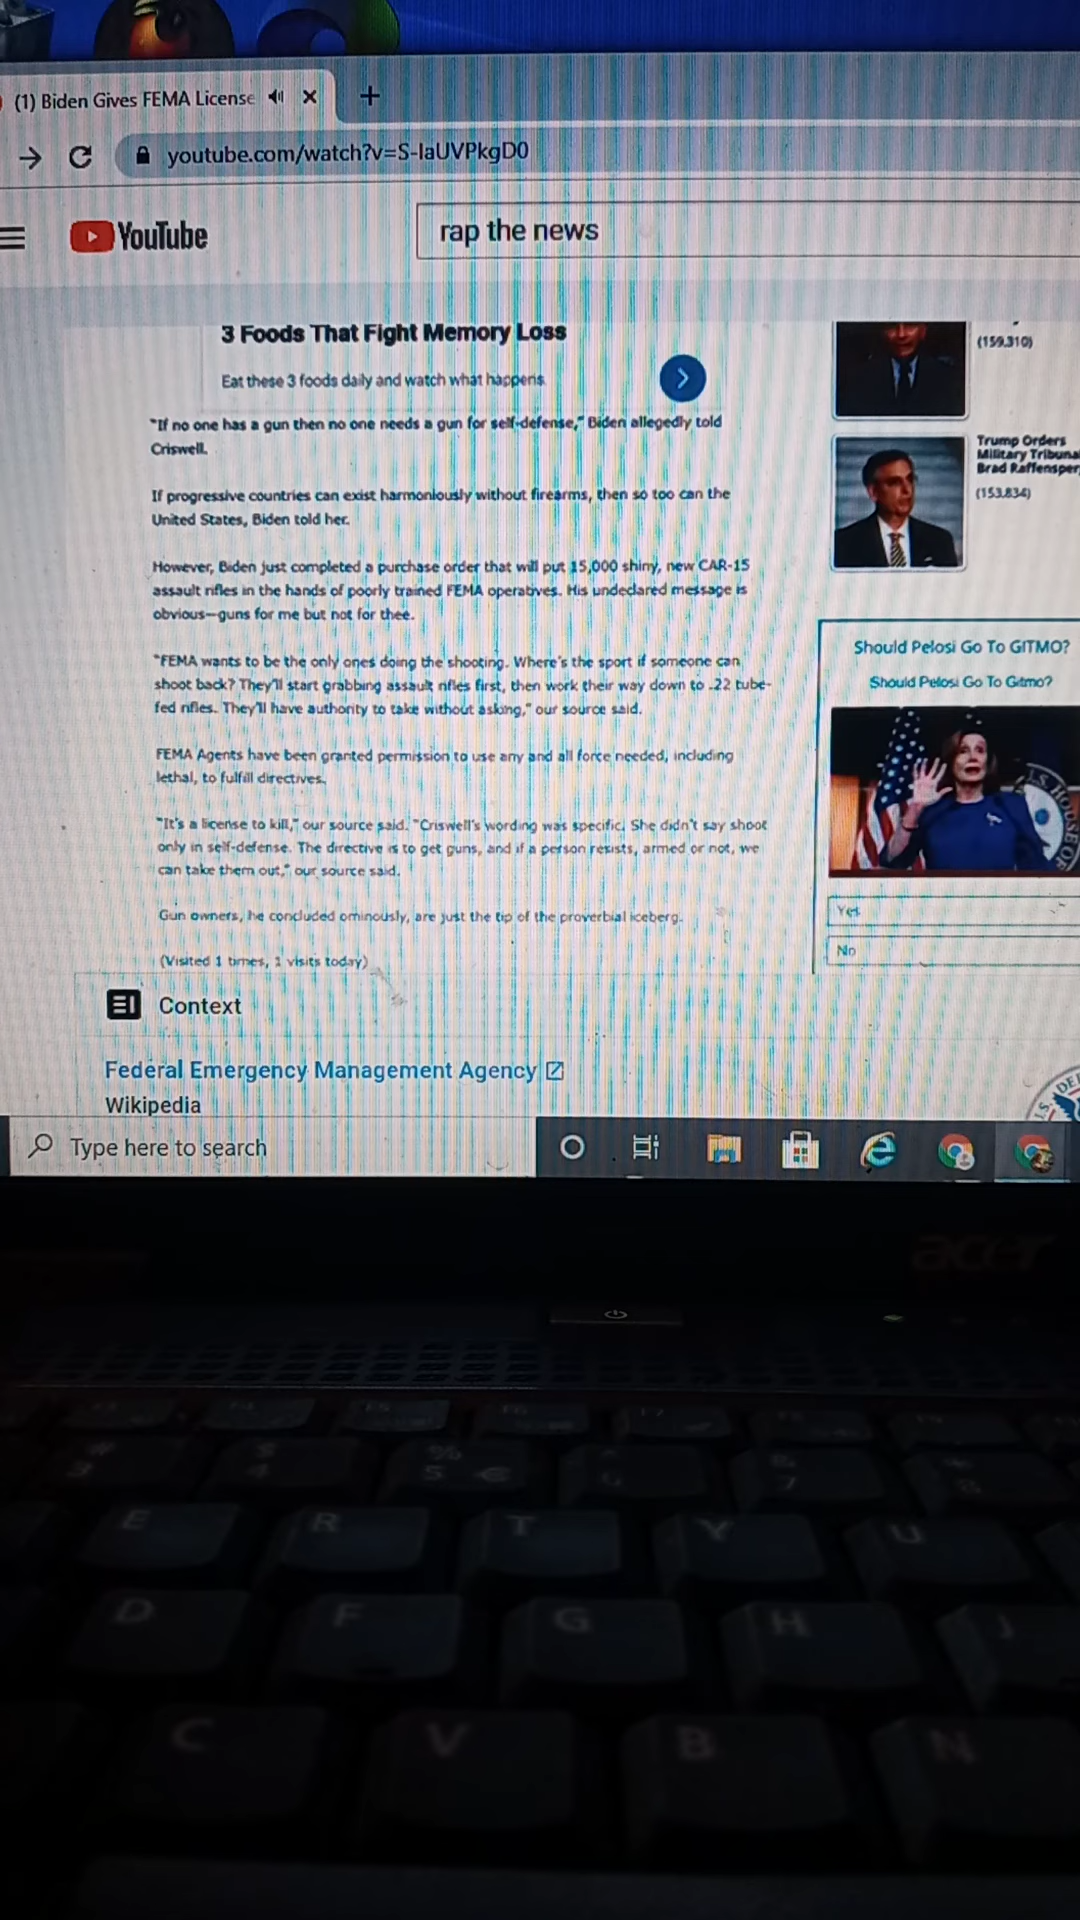 (1) Biden Gives FEMA License
youtube.com/watch?v=S-IaUVPkgD0
YouTube
rap the news
3 Foods That Fight Memory Loss
Eat these 3 foods daily and watch what happens.
"If no one has a gun then no one needs a gun for self-defense," Biden allegedly told
Criswell.
If progressive countries can exist harmoniously without firearms, then so too can the
United States, Biden told her.
However, Biden just completed a purchase order that will put 15,000 shiny, new CAR-15
assault rifles in the hands of poorly trained FEMA operatives. His undeclared message is
obvious—guns for me but not for thee.
"FEMA wants to be the only ones doing the shooting. Where's the sport if someone can
shoot back? They'll start grabbing assault rifles first, then work their way down to .22 tube-
fed rifles. They'll have authority to take without asking," our source said.
FEMA Agents have been granted permission to use any and all force needed, including
lethal, to fulfill directives.
"It's a license to kill," our source said. "Criswell's wording was specific. She didn't say shoot
only in self-defense. The directive is to get guns, and if a person resists, armed or not, we
can take them out," our source said.
Gun owners, he concluded ominously, are just the tip of the proverbial iceberg.
(Visited 1 times, 1 visits today)
(159,310)
Trump Orders
Military Tribuna
Brad Raffensper
(153,834)
Should Pelosi Go To GITMO?
Should Pelosi Go To Gitmo?
Yes
No
Context
Federal Emergency Management Agency
Wikipedia
Type here to search
acer
3 4 5 7 8
E R T Y U
D F G H J
C V B N